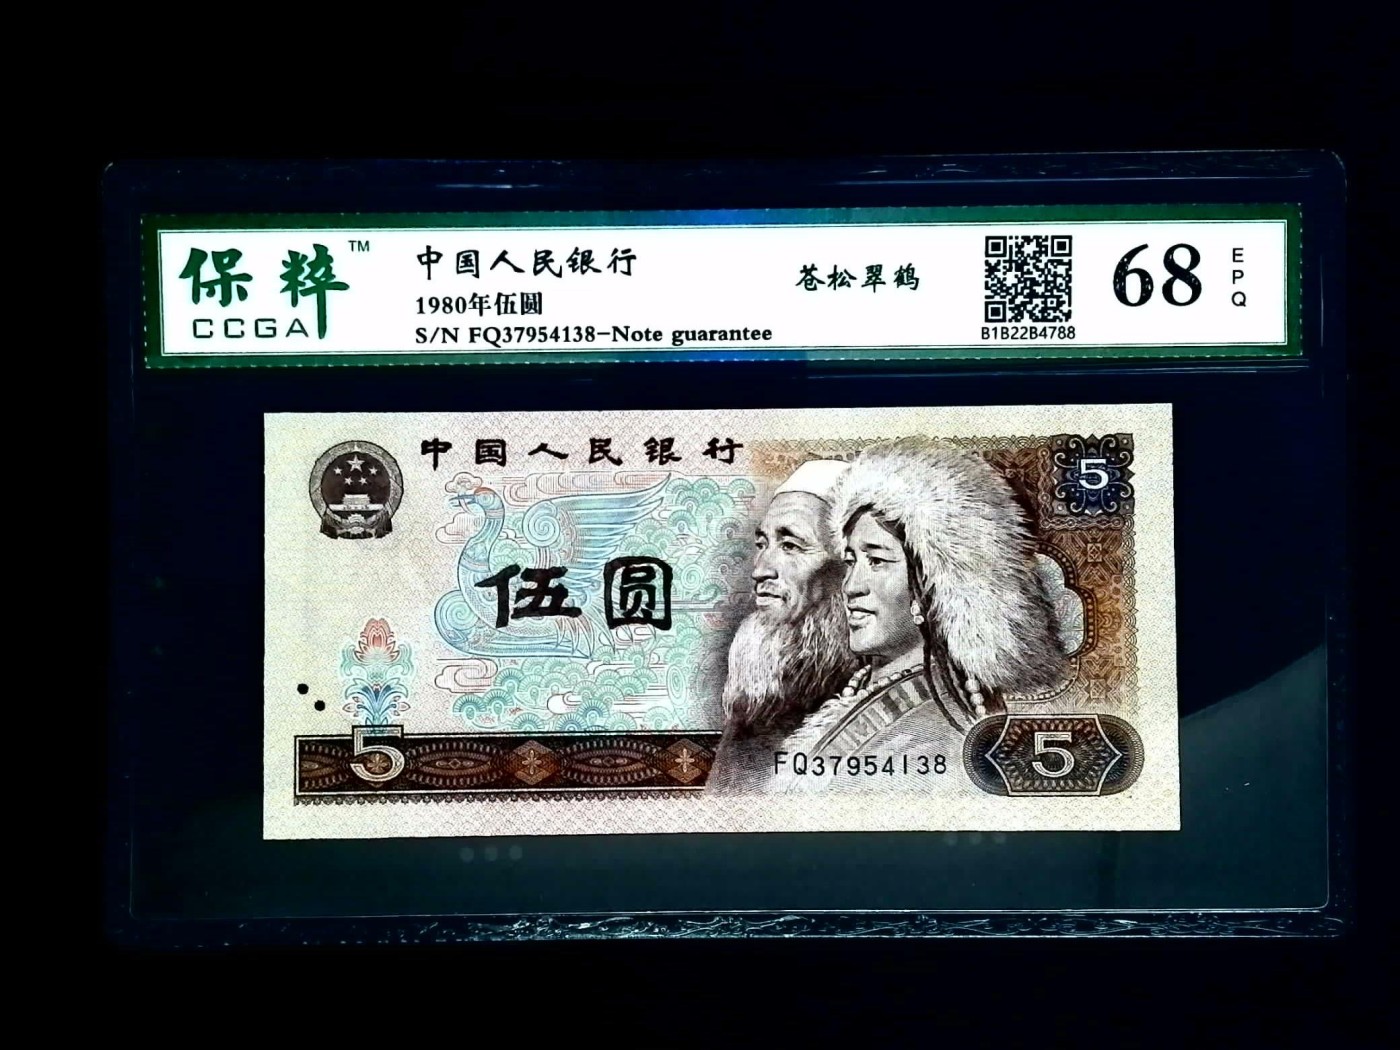 保粹™
CCGA
中国人民银行
1980年伍圆
S/N FQ37954138-Note guarantee
苍松翠鹤
B1B22B4788
68
EPQ
中国人民银行
5
伍圆
5
FQ37954138
5